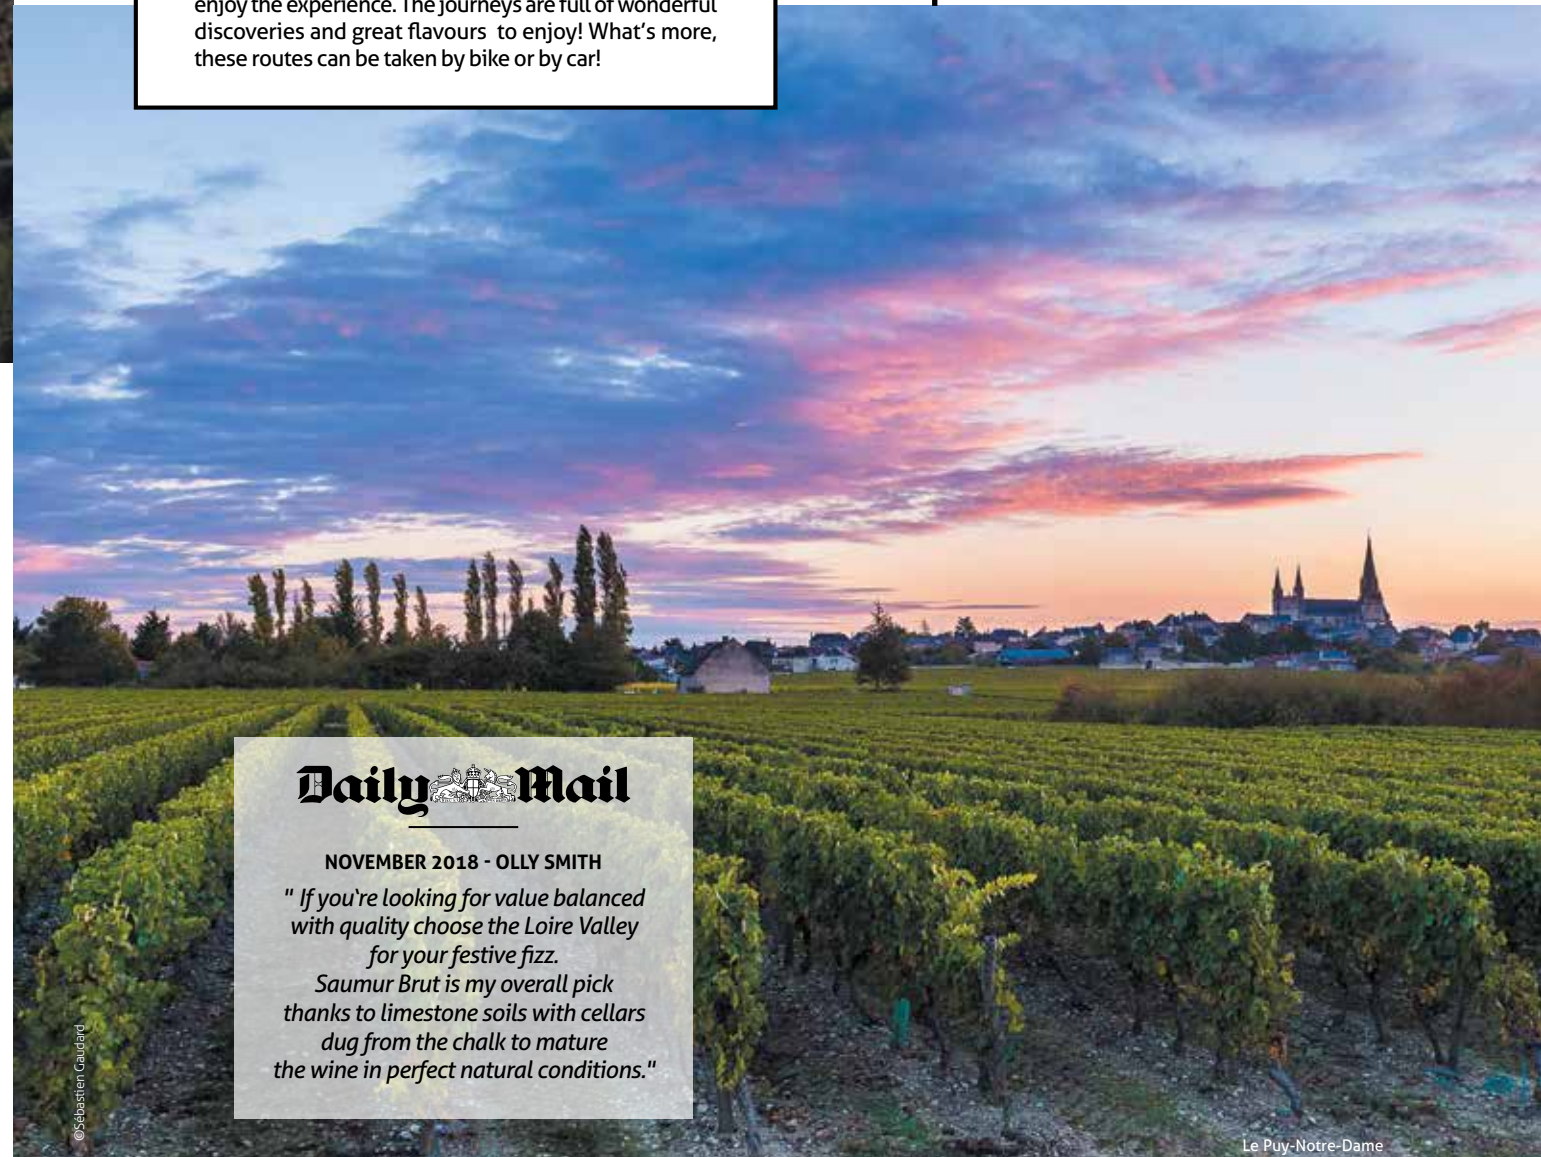 enjoy the experience. The journeys are full of wonderful
discoveries and great flavours to enjoy! What's more,
these routes can be taken by bike or by car!
Daily Mail
NOVEMBER 2018 - OLLY SMITH
" If you're looking for value balanced
with quality choose the Loire Valley
for your festive fizz.
Saumur Brut is my overall pick
thanks to limestone soils with cellars
dug from the chalk to mature
the wine in perfect natural conditions."
©Sébastien Gaudard
Le Puy-Notre-Dame